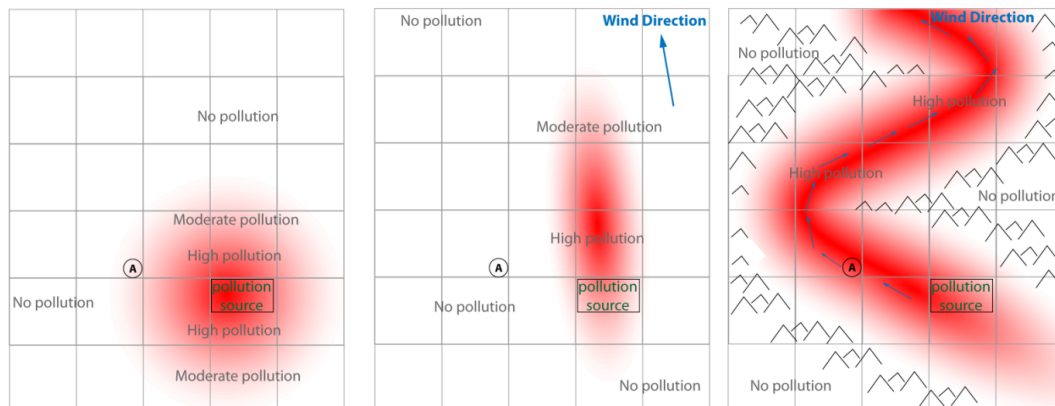 No pollution
Moderate pollution
High pollution
A
pollution
source
No pollution
High pollution
Moderate pollution
No pollution
Wind Direction
Moderate pollution
High pollution
A
pollution
source
No pollution
No pollution
Wind Direction
No pollution
High pollution
High pollution
No pollution
A
pollution
source
No pollution